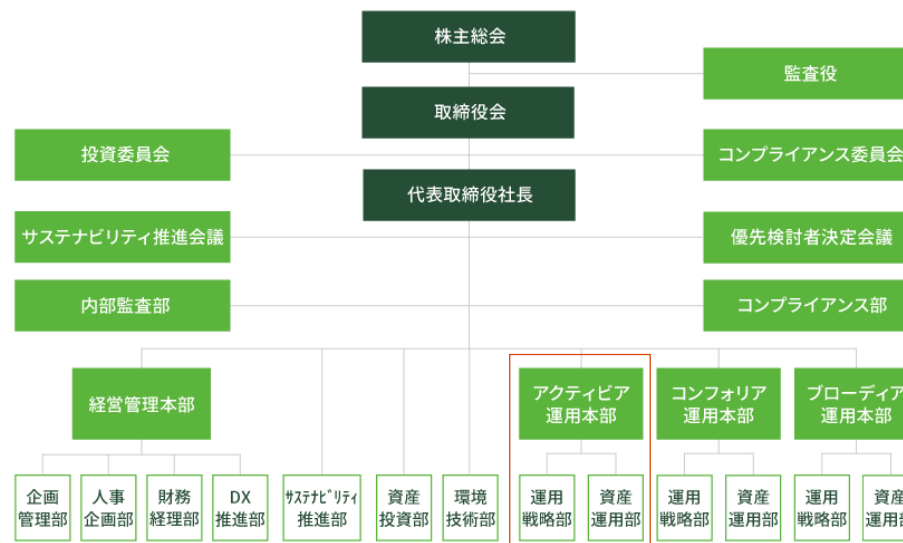 株主総会
監査役
取締役会
投資委員会
コンプライアンス委員会
代表取締役社長
サステナビリティ推進会議
優先検討者決定会議
内部監査部
コンプライアンス部
経営管理本部
アクティビア
運用本部
コンフォリア
運用本部
ブローディア
運用本部
企画
管理部
人事
企画部
財務
経理部
DX
推進部
ｻｽﾃﾅﾋﾞﾘﾃｨ
推進部
資産
投資部
環境
技術部
運用
戦略部
資産
運用部
運用
戦略部
資産
運用部
運用
戦略部
資産
運用部